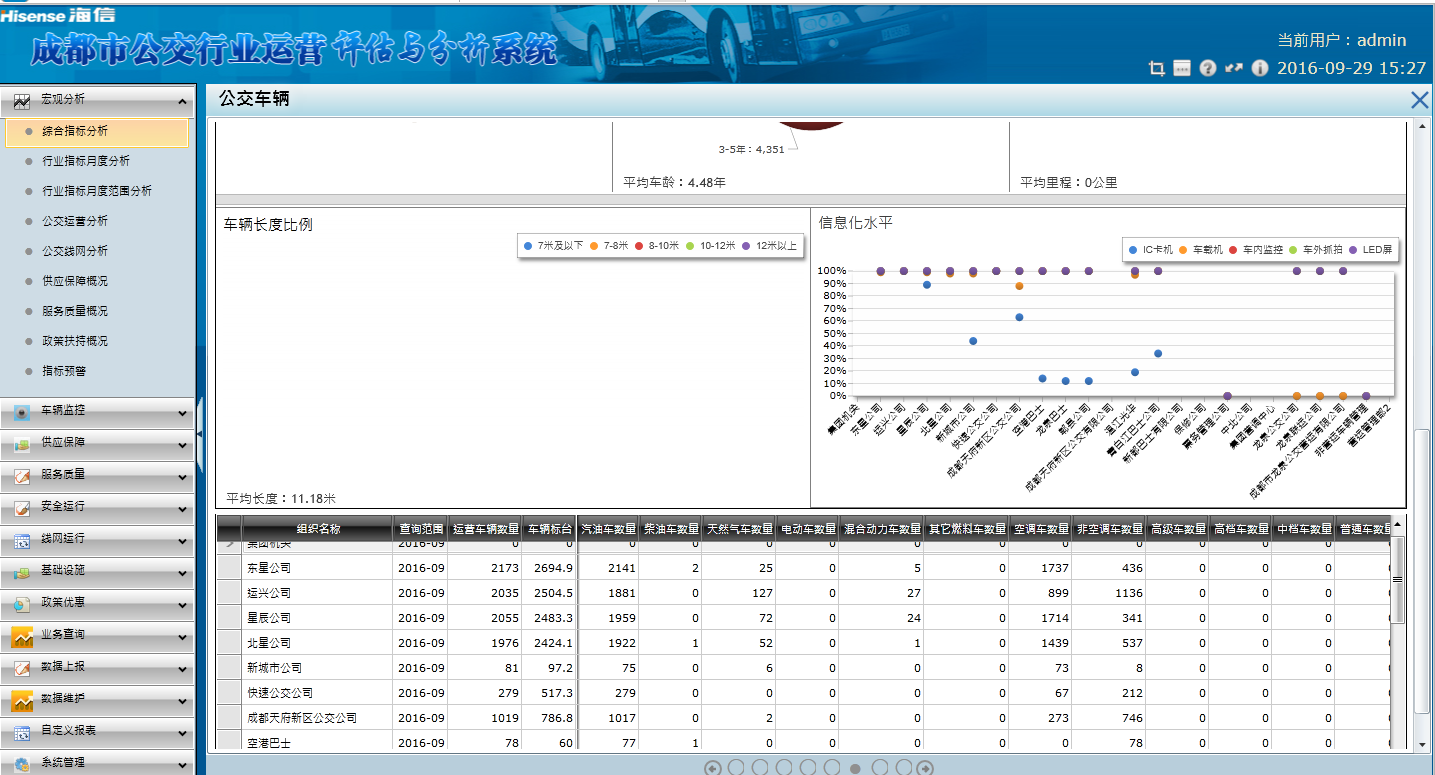 Hisense 海信
成都市公交行业运营评估与分析系统
当前用户：admin
2016-09-29 15:27
宏观分析
综合指标分析
行业指标月度分析
行业指标月度范围分析
公交运营分析
公交线网分析
供应保障概况
服务质量概况
政策扶持概况
指标预警
车辆监控
供应保障
服务质量
安全运行
线网运行
基础设施
政策优惠
业务查询
数据上报
数据维护
自定义报表
系统管理
公交车辆
3-5年：4,351
平均车龄：4.48年
平均里程：0公里
车辆长度比例
7米及以下 7-8米 8-10米 10-12米 12米以上
平均长度：11.18米
信息化水平
IC卡机 车载机 车内监控 车外抓拍 LED屏
100%
90%
80%
70%
60%
50%
40%
30%
20%
10%
0%
集团机关
东星公司
运兴公司
星辰公司
北星公司
新城市公司
快速公交公司
成都天府新区公交公司
空港巴士
龙泉巴士
郫县公司
成都天府新区公交有限公司
温江光华
青白江巴士公司
新都巴士有限公司
保修公司
票务管理公司
中北公司
集团营调中心
龙泉公交公司
龙泉联运公司
成都市龙泉公交营运有限公司
非营运车辆管理
营运管理部2
组织名称 查询范围 运营车辆数量 车辆标台 汽油车数量 柴油车数量 天然气车数量 电动车数量 混合动力车数量 其它燃料车数量 空调车数量 非空调车数量 高级车数量 高档车数量 中档车数量 普通车数量
集团机关 2016-09 0 0 0 0 0 0 0 0 0 0 0 0 0
东星公司 2016-09 2173 2694.9 2141 2 25 0 5 0 1737 436 0 0 0
运兴公司 2016-09 2035 2504.5 1881 0 127 0 27 0 899 1136 0 0 0
星辰公司 2016-09 2055 2483.3 1959 0 72 0 24 0 1714 341 0 0 0
北星公司 2016-09 1976 2424.1 1922 1 52 0 1 0 1439 537 0 0 0
新城市公司 2016-09 81 97.2 75 0 6 0 0 0 73 8 0 0 0
快速公交公司 2016-09 279 517.3 279 0 0 0 0 0 67 212 0 0 0
成都天府新区公交公司 2016-09 1019 786.8 1017 0 2 0 0 0 273 746 0 0 0
空港巴士 2016-09 78 60 77 1 0 0 0 0 0 78 0 0 0